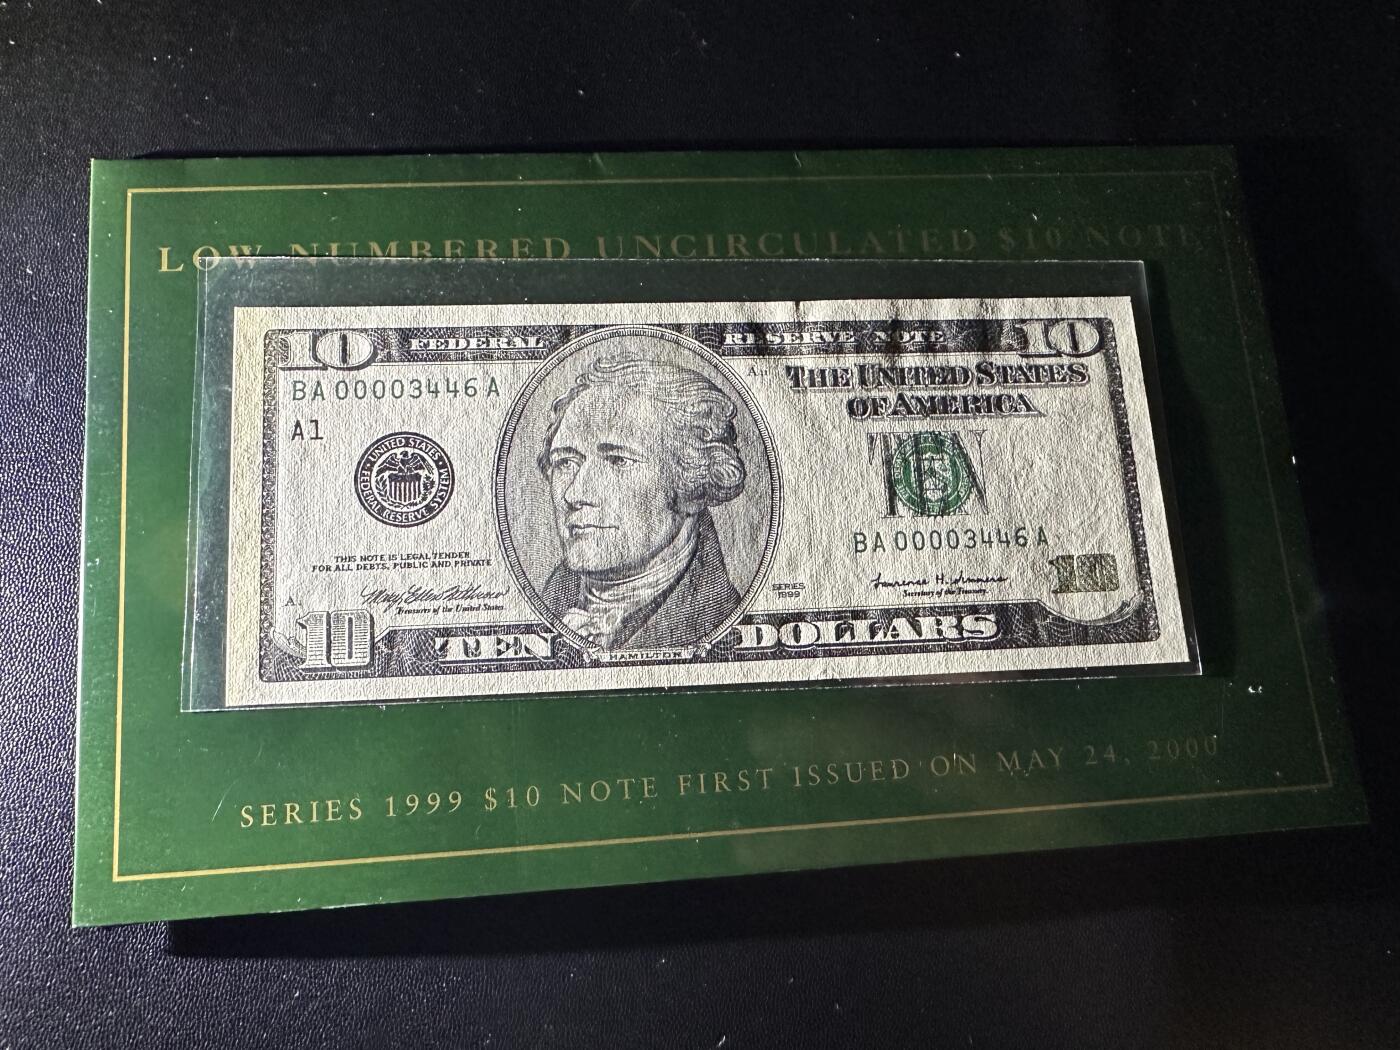 LOW NUMBERED UNCIRCULATED $10 NOTE
10 FEDERAL RESERVE NOTE 10
BA 00003446 A
THE UNITED STATES
OF AMERICA
A1
UNITED STATES
FEDERAL RESERVE SYSTEM
TEN
BA 00003446 A
THIS NOTE IS LEGAL TENDER
FOR ALL DEBTS, PUBLIC AND PRIVATE
Treasurer of the United States
SERIES
1999
Secretary of the Treasury
10
10
TEN
HAMILTON
DOLLARS
SERIES 1999 $10 NOTE FIRST ISSUED ON MAY 24, 2000